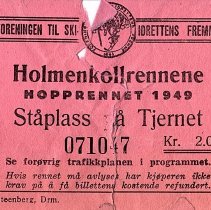 FORENINGEN TIL SKI- IDRETTENS FREM
Holmenkollrennene
HOPPRENNET 1949
Ståplass å Tjernet
071047 Kr. 2.0
Se forøvrig trafikkplanen i programmet.
Hvis rennet må avlyses har kjøperen ikke
krav på å få billettens kostende refundert.
teenberg, Drm.